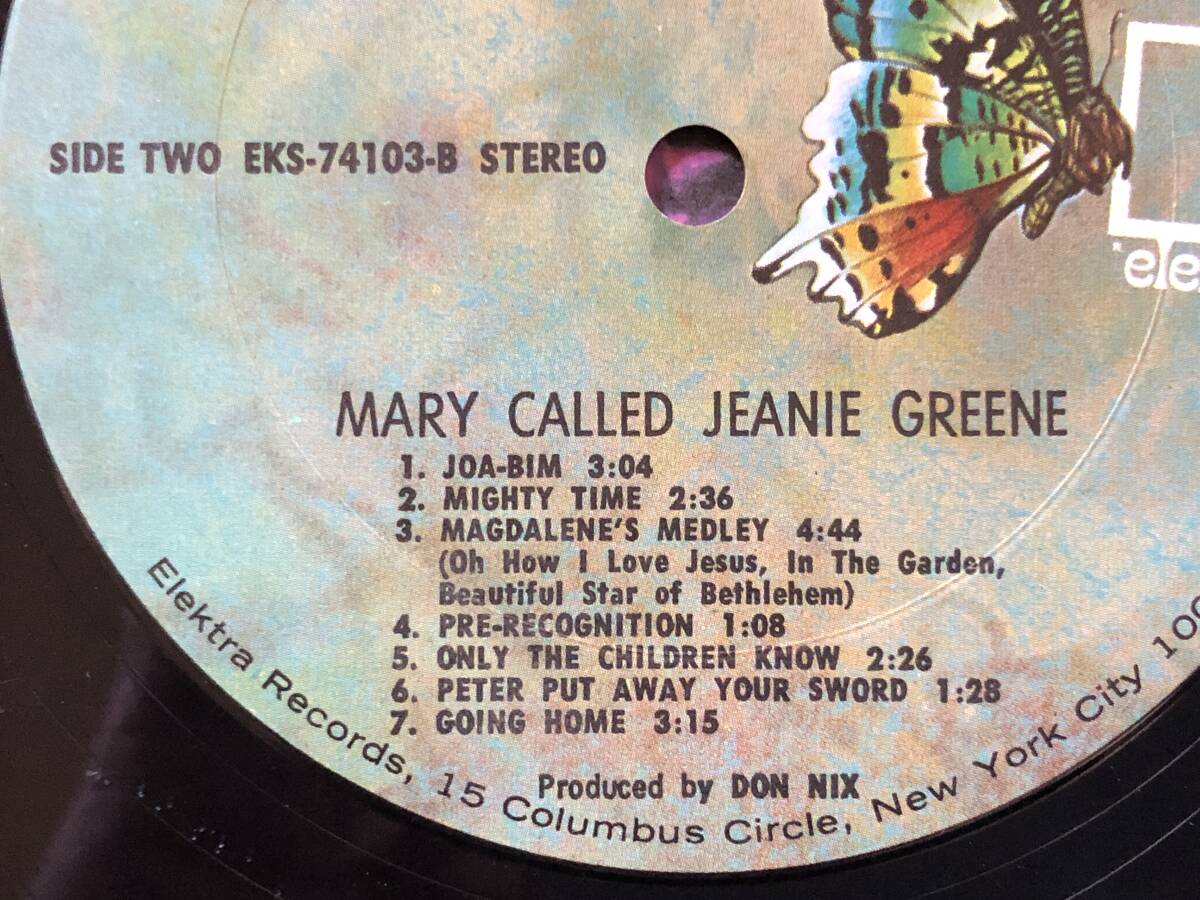 SIDE TWO EKS-74103-B STEREO
MARY CALLED JEANIE GREENE
1. JOA-BIM 3:04
2. MIGHTY TIME 2:36
3. MAGDALENE'S MEDLEY 4:44
(Oh How I Love Jesus, In The Garden,
Beautiful Star of Bethlehem)
4. PRE-RECOGNITION 1:08
5. ONLY THE CHILDREN KNOW 2:26
6. PETER PUT AWAY YOUR SWORD 1:28
7. GOING HOME 3:15
Produced by DON NIX
Elektra Records, 15 Columbus Circle, New York City